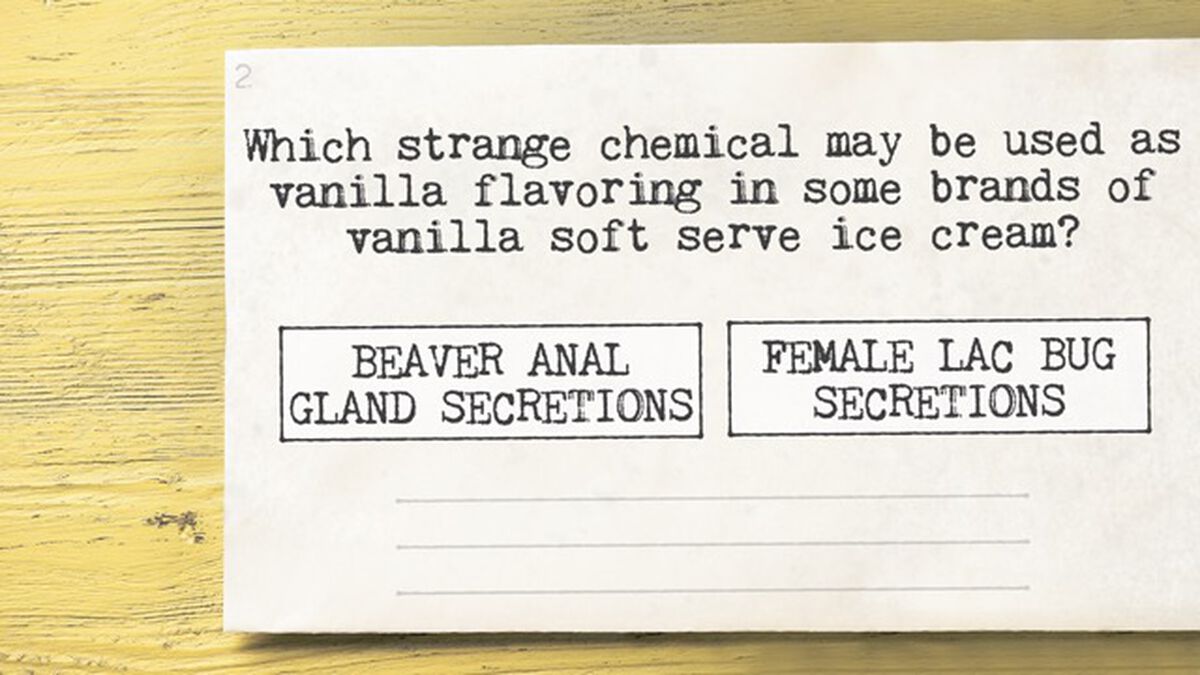 2
Which strange chemical may be used as
vanilla flavoring in some brands of
vanilla soft serve ice cream?
BEAVER ANAL
GLAND SECRETIONS
FEMALE LAC BUG
SECRETIONS